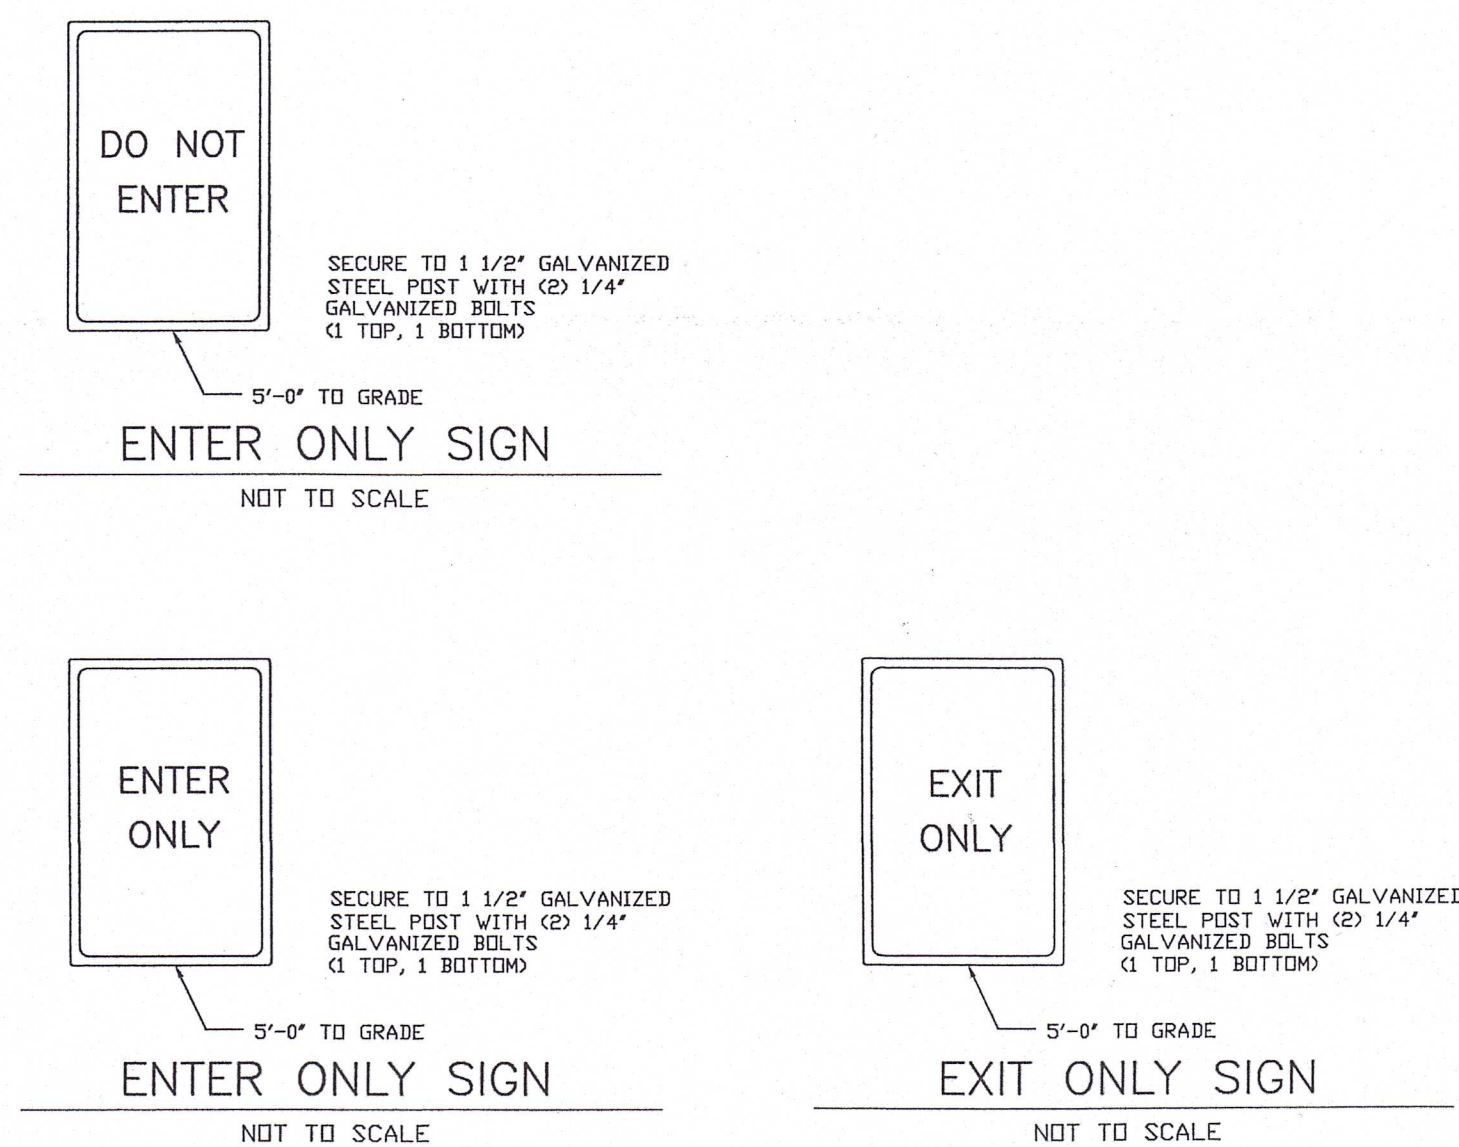 DO NOT
ENTER
SECURE TO 1 1/2" GALVANIZED
STEEL POST WITH (2) 1/4"
GALVANIZED BOLTS
(1 TOP, 1 BOTTOM)
5'-0" TO GRADE
ENTER ONLY SIGN
NOT TO SCALE
ENTER
ONLY
SECURE TO 1 1/2" GALVANIZED
STEEL POST WITH (2) 1/4"
GALVANIZED BOLTS
(1 TOP, 1 BOTTOM)
5'-0" TO GRADE
ENTER ONLY SIGN
NOT TO SCALE
EXIT
ONLY
SECURE TO 1 1/2" GALVANIZED
STEEL POST WITH (2) 1/4"
GALVANIZED BOLTS
(1 TOP, 1 BOTTOM)
5'-0" TO GRADE
EXIT ONLY SIGN
NOT TO SCALE